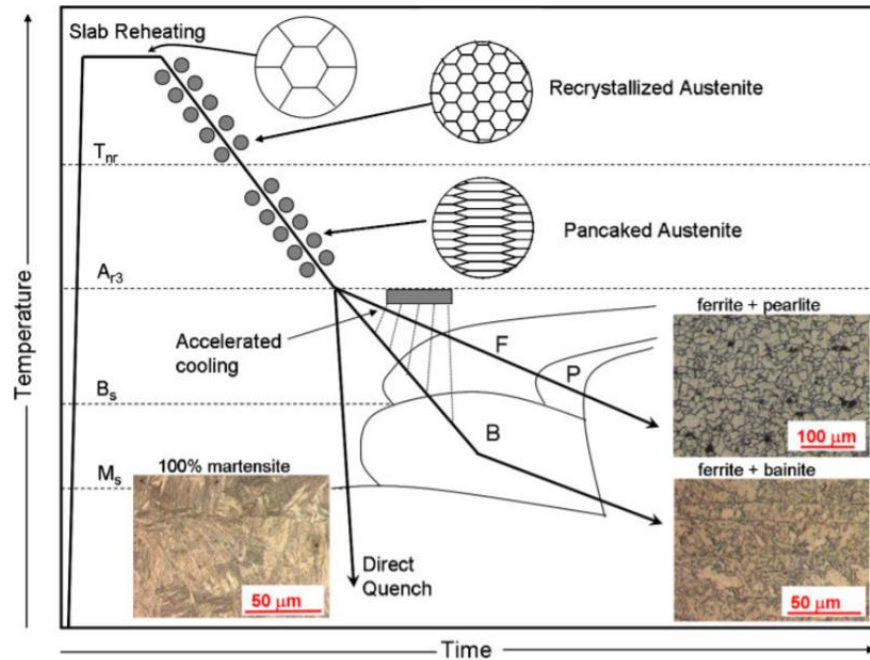 Slab Reheating
Recrystallized Austenite
Tnr
Pancaked Austenite
Ar3
ferrite + pearlite
Accelerated
cooling
F
P
Bs
100 μm
B
100% martensite
ferrite + bainite
Ms
Direct
Quench
50 μm
50 μm
Temperature
Time